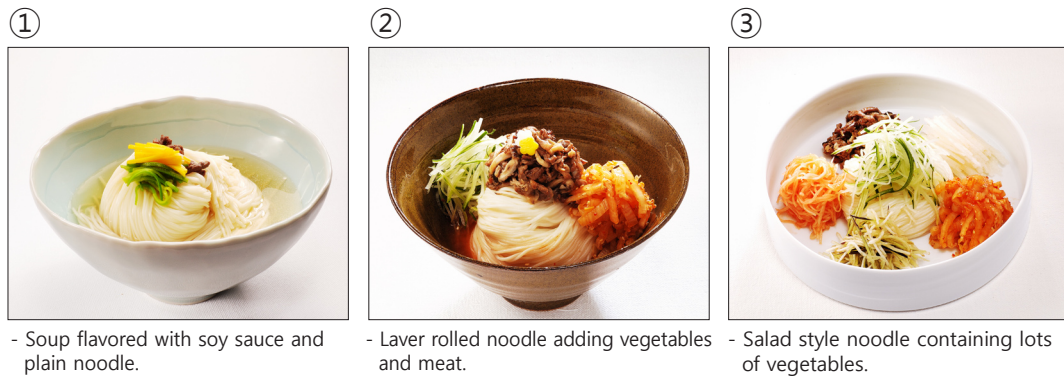 ①
②
③
- Soup flavored with soy sauce and
plain noodle.
- Laver rolled noodle adding vegetables
and meat.
- Salad style noodle containing lots
of vegetables.